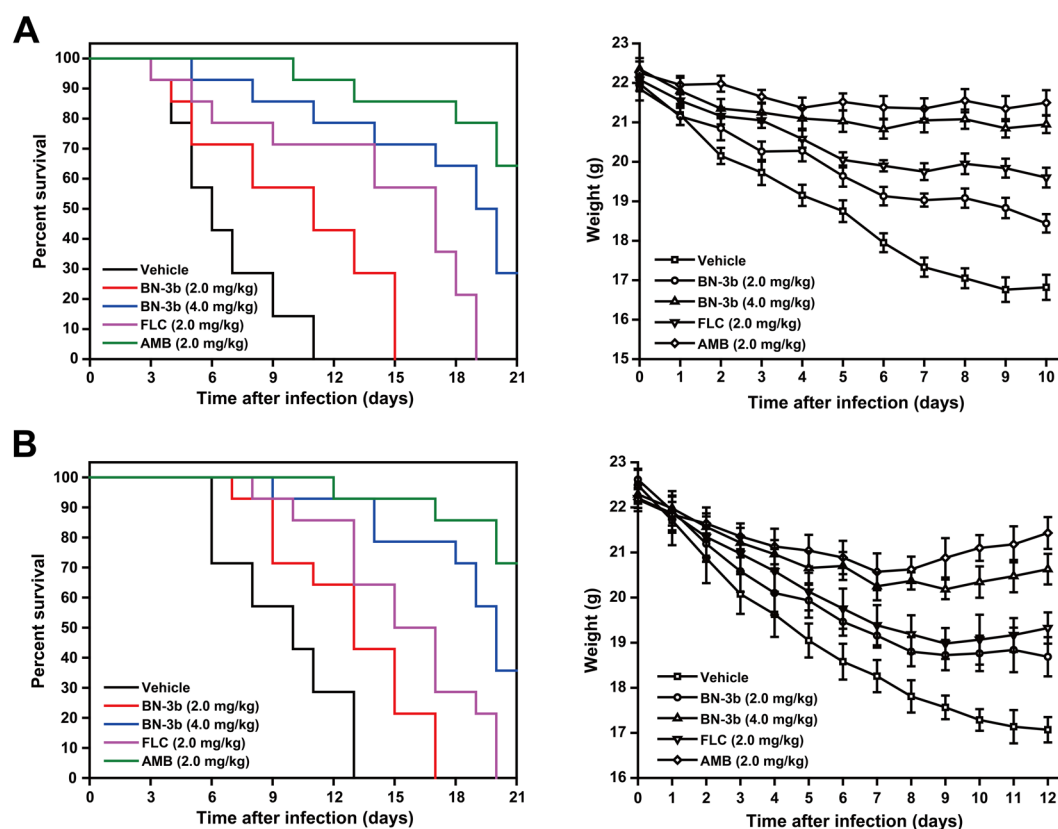 A
Percent survival
100
90
80
70
60
50
40
30
20
10
0
Vehicle
BN-3b (2.0 mg/kg)
BN-3b (4.0 mg/kg)
FLC (2.0 mg/kg)
AMB (2.0 mg/kg)
0 3 6 9 12 15 18 21
Time after infection (days)
Weight (g)
23
22
21
20
19
18
17
16
15
Vehicle
BN-3b (2.0 mg/kg)
BN-3b (4.0 mg/kg)
FLC (2.0 mg/kg)
AMB (2.0 mg/kg)
0 1 2 3 4 5 6 7 8 9 10
Time after infection (days)
B
Percent survival
100
90
80
70
60
50
40
30
20
10
0
Vehicle
BN-3b (2.0 mg/kg)
BN-3b (4.0 mg/kg)
FLC (2.0 mg/kg)
AMB (2.0 mg/kg)
0 3 6 9 12 15 18 21
Time after infection (days)
Weight (g)
23
22
21
20
19
18
17
16
Vehicle
BN-3b (2.0 mg/kg)
BN-3b (4.0 mg/kg)
FLC (2.0 mg/kg)
AMB (2.0 mg/kg)
0 1 2 3 4 5 6 7 8 9 10 11 12
Time after infection (days)